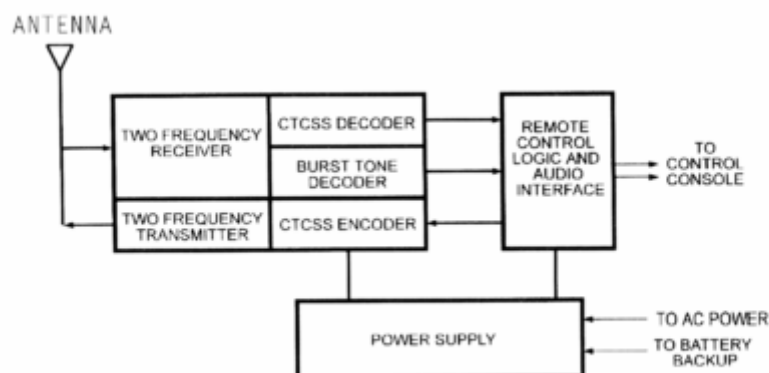 ANTENNA
TWO FREQUENCY
RECEIVER
CTCSS DECODER
BURST TONE
DECODER
TWO FREQUENCY
TRANSMITTER
CTCSS ENCODER
REMOTE
CONTROL
LOGIC AND
AUDIO
INTERFACE
TO
CONTROL
CONSOLE
POWER SUPPLY
TO AC POWER
TO BATTERY
BACKUP